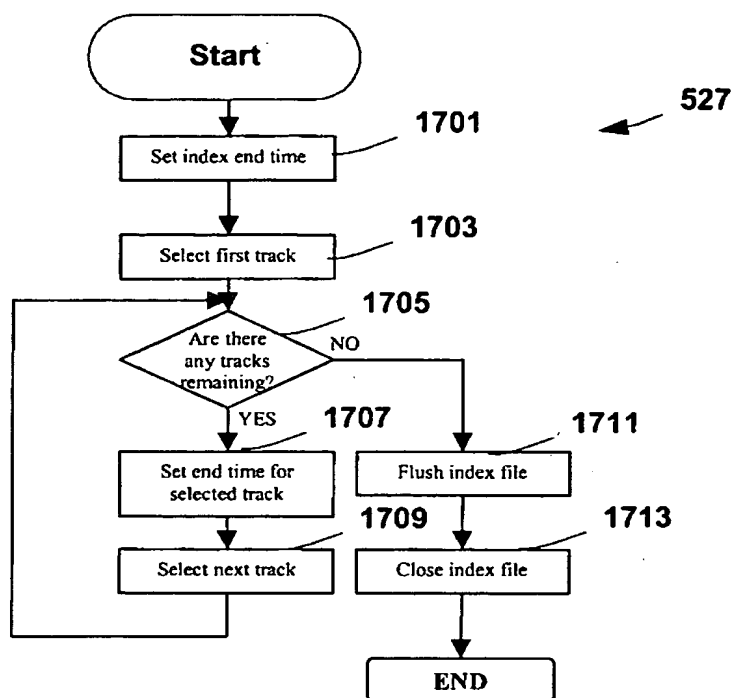 Start
527
1701
Set index end time
1703
Select first track
1705
Are there
any tracks
remaining?
NO
YES
1707
1711
Set end time for
selected track
Flush index file
1709
1713
Select next track
Close index file
END